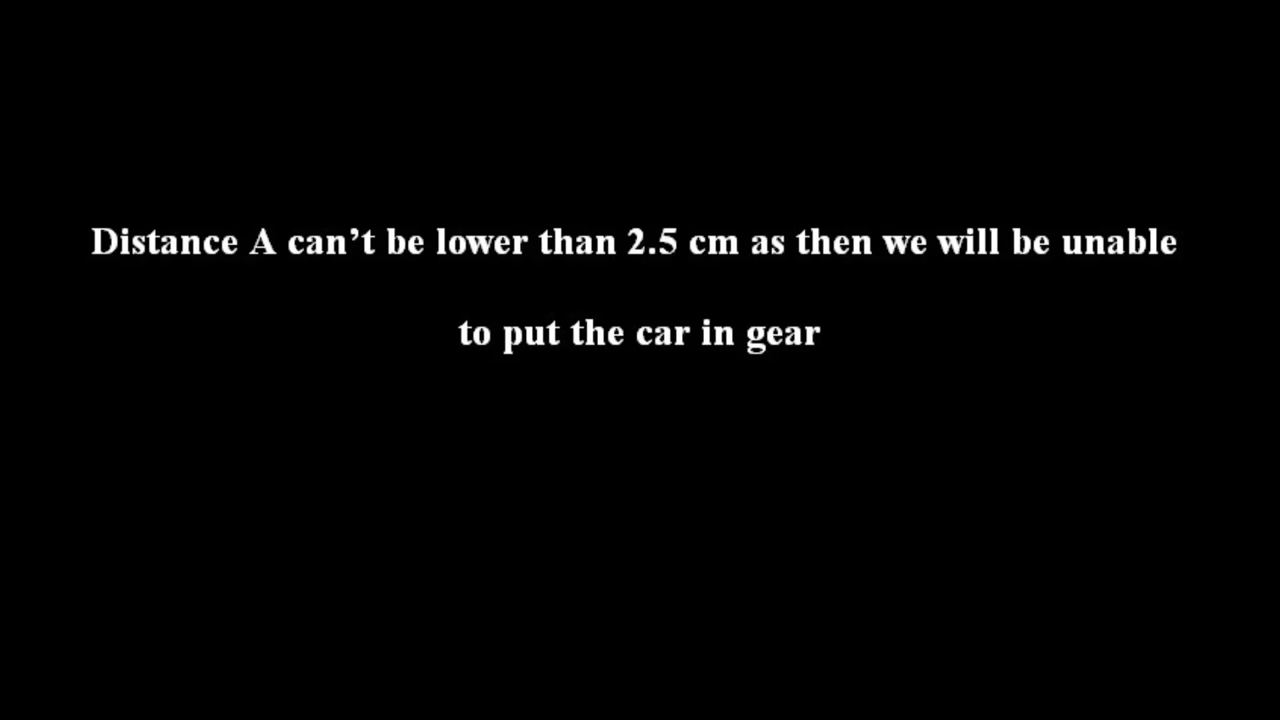 Distance A can’t be lower than 2.5 cm as then we will be unable
to put the car in gear